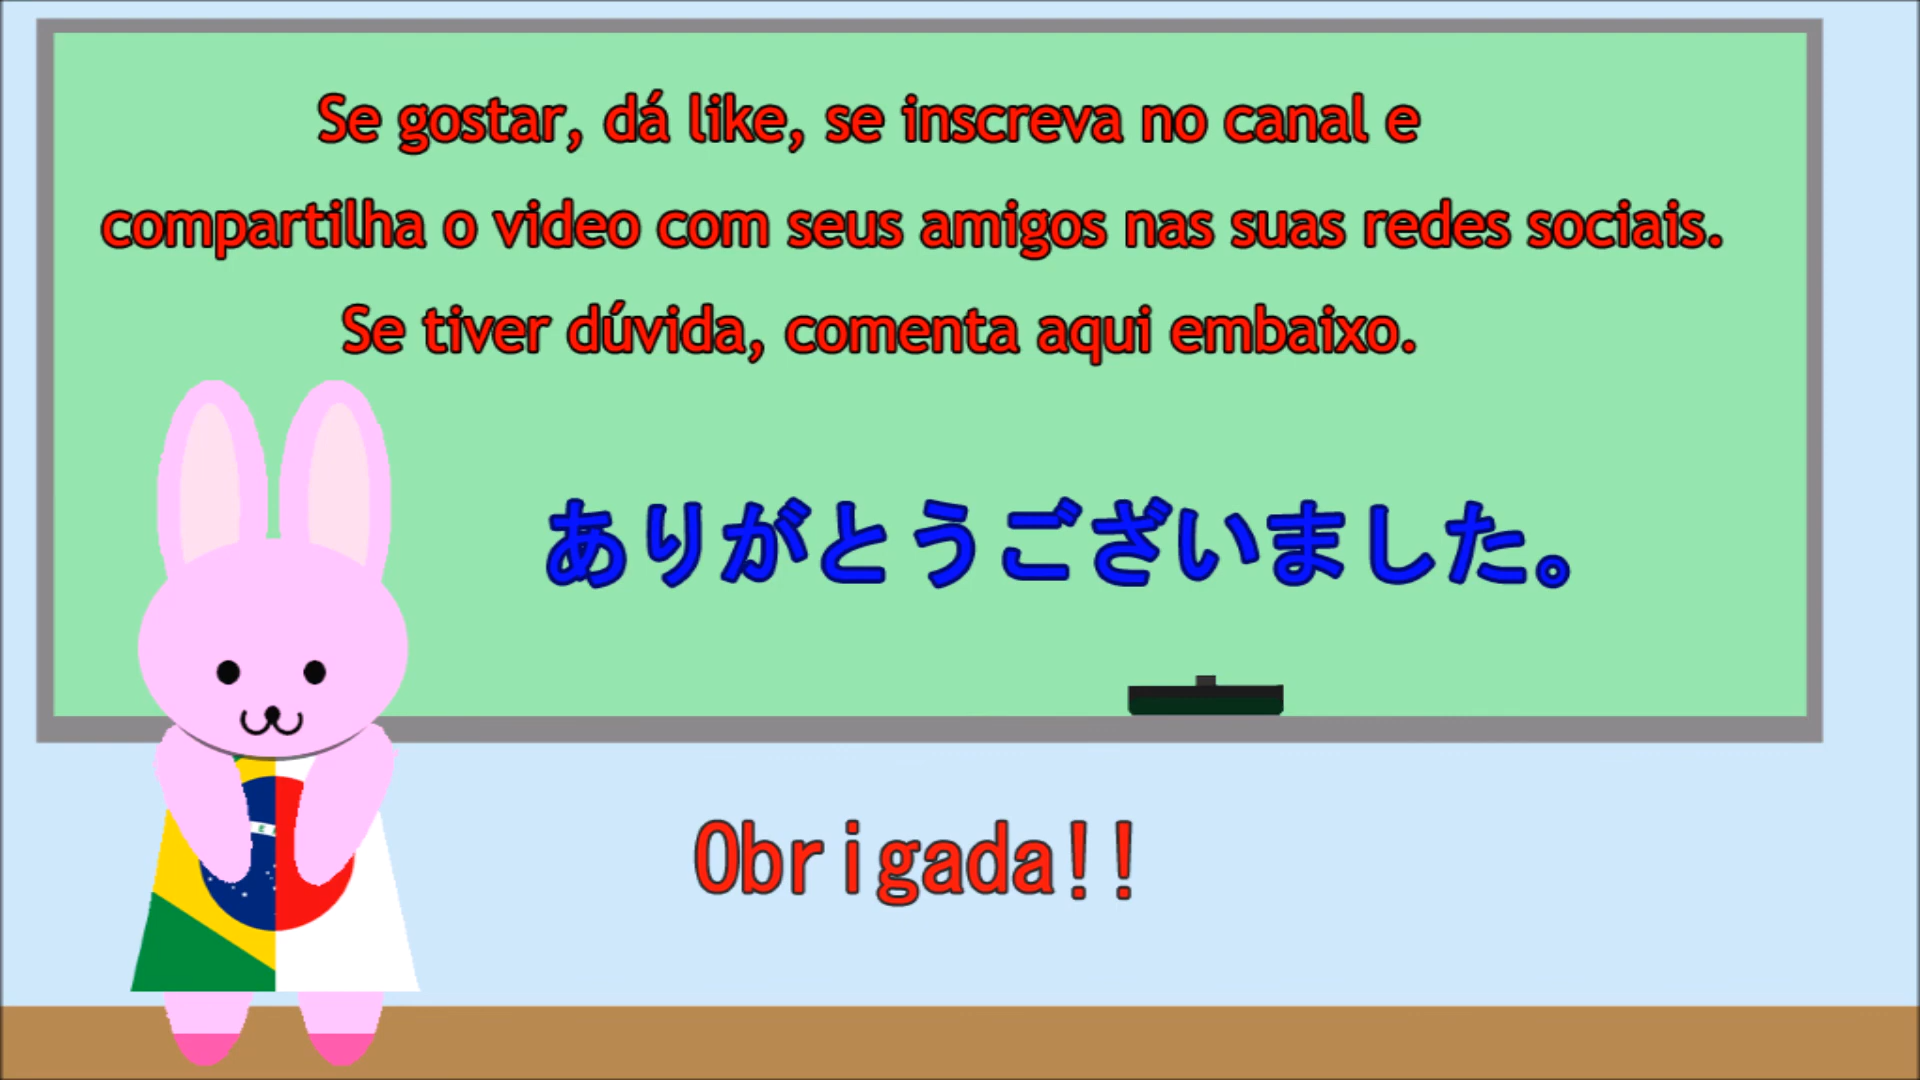 Se gostar, dá like, se inscreva no canal e
compartilha o video com seus amigos nas suas redes sociais.
Se tiver dúvida, comenta aqui embaixo.
ありがとうございました。
Obrigada!!